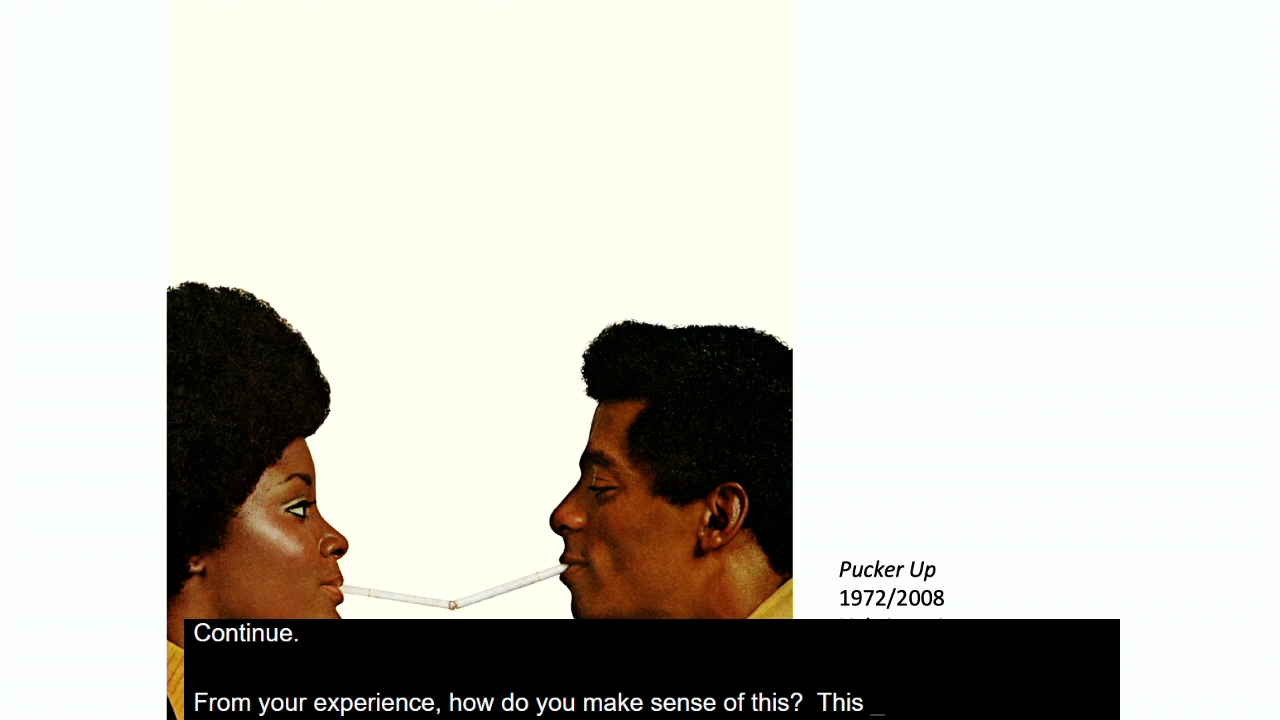 Pucker Up
1972/2008
Continue.
From your experience, how do you make sense of this?  This _